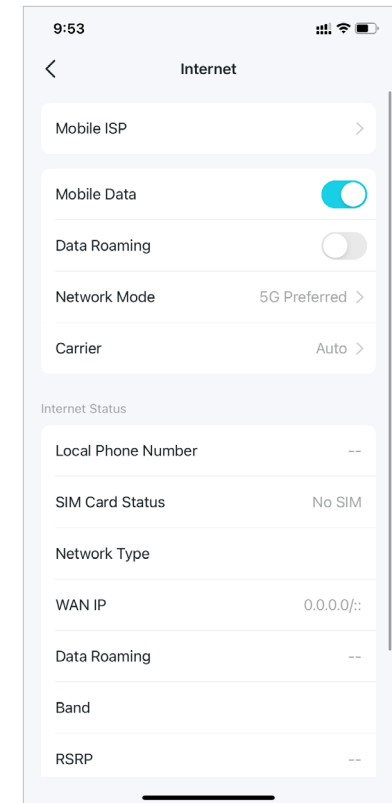 9:53
Internet
Mobile ISP
Mobile Data
Data Roaming
Network Mode 5G Preferred
Carrier Auto
Internet Status
Local Phone Number --
SIM Card Status No SIM
Network Type
WAN IP 0.0.0.0/::
Data Roaming --
Band
RSRP --